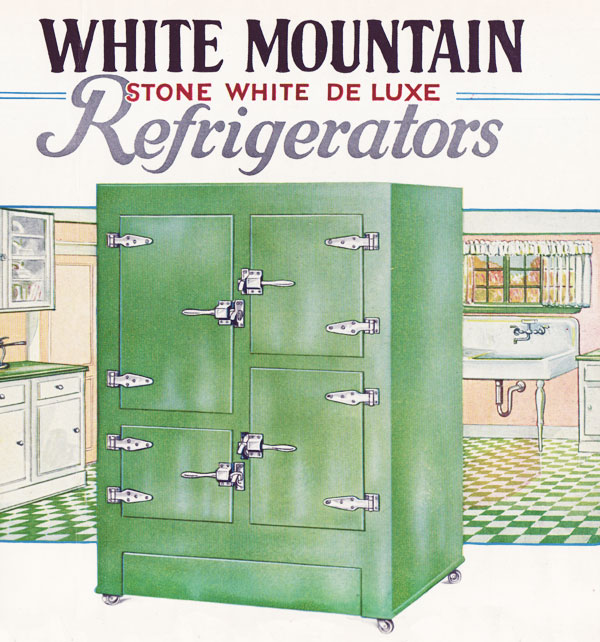 WHITE MOUNTAIN
STONE WHITE DE LUXE
Refrigerators